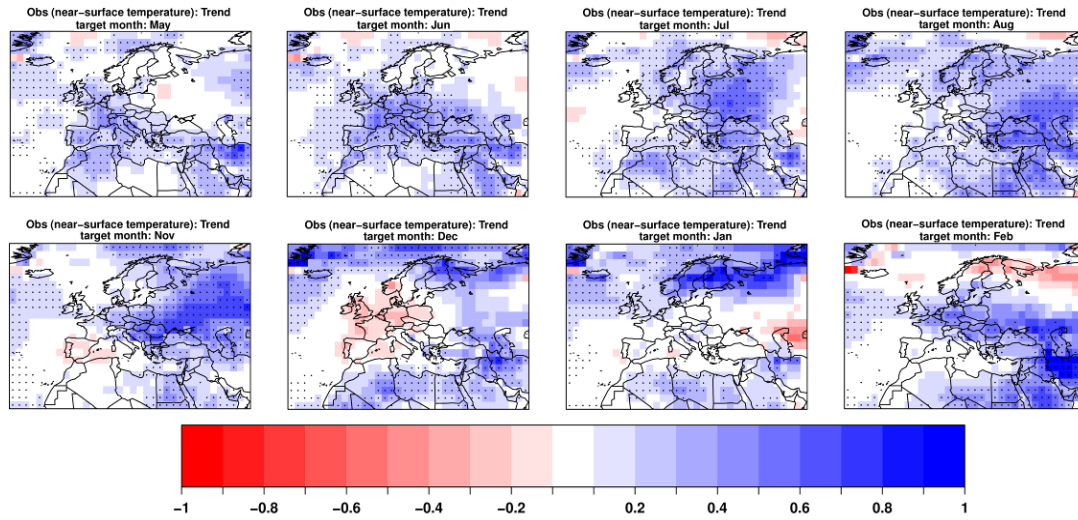 Obs (near-surface temperature): Trend
target month: May
Obs (near-surface temperature): Trend
target month: Jun
Obs (near-surface temperature): Trend
target month: Jul
Obs (near-surface temperature): Trend
target month: Aug
Obs (near-surface temperature): Trend
target month: Nov
Obs (near-surface temperature): Trend
target month: Dec
Obs (near-surface temperature): Trend
target month: Jan
Obs (near-surface temperature): Trend
target month: Feb
−1 −0.8 −0.6 −0.4 −0.2 0.2 0.4 0.6 0.8 1